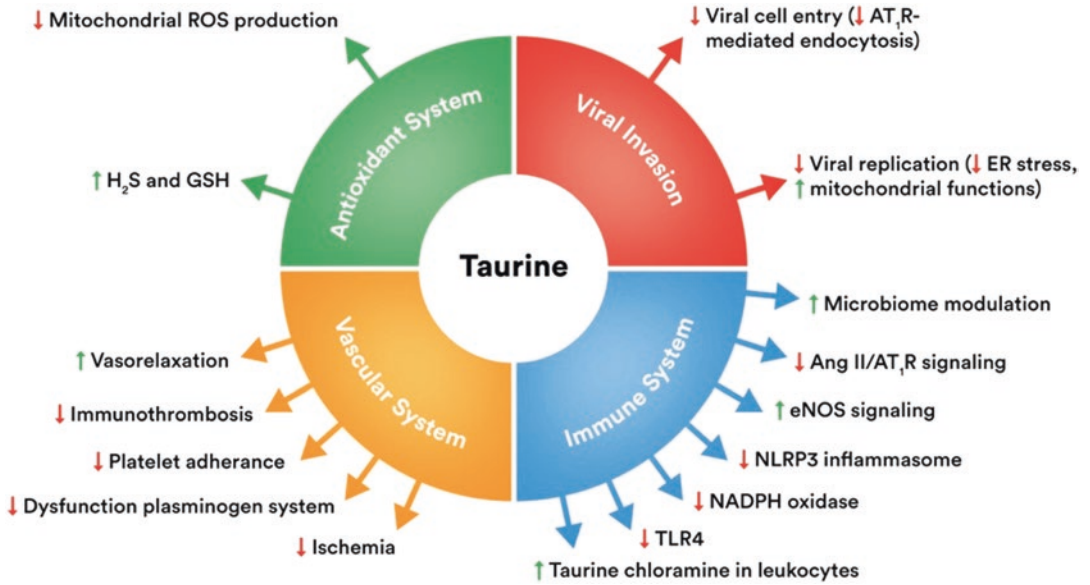 ↓ Mitochondrial ROS production
↑ H₂S and GSH
Antioxidant System
↓ Viral cell entry (↓ AT₁R-
mediated endocytosis)
↓ Viral replication (↓ ER stress,
↑ mitochondrial functions)
Viral Invasion
Taurine
Vascular System
↑ Vasorelaxation
↓ Immunothrombosis
↓ Platelet adherance
↓ Dysfunction plasminogen system
↓ Ischemia
Immune System
↑ Microbiome modulation
↓ Ang II/AT₁R signaling
↑ eNOS signaling
↓ NLRP3 inflammasome
↓ NADPH oxidase
↓ TLR4
↑ Taurine chloramine in leukocytes